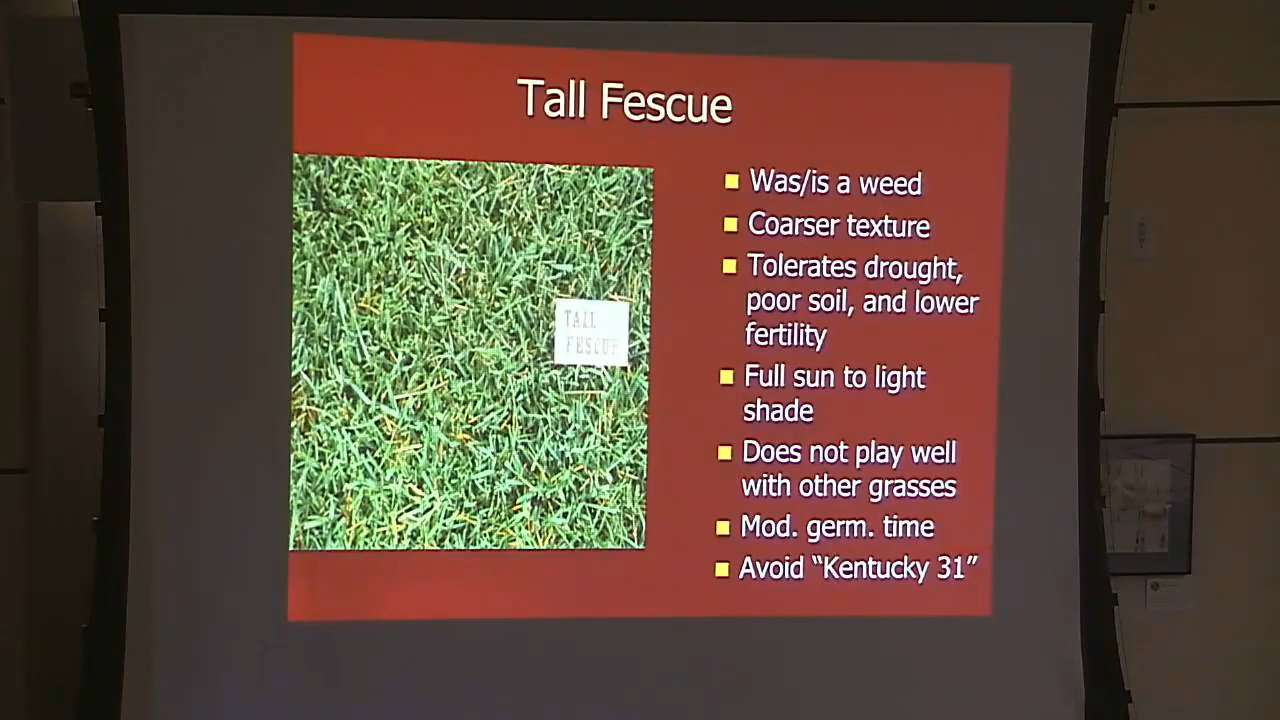 Tall Fescue
Was/is a weed
Coarser texture
Tolerates drought,
poor soil, and lower
fertility
Full sun to light
shade
Does not play well
with other grasses
Mod. germ. time
Avoid “Kentucky 31”
TALL
FESCUE